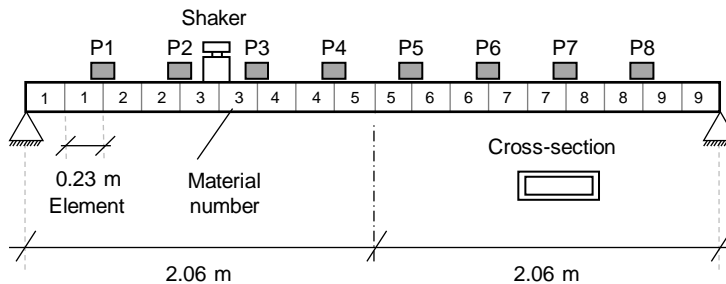 Shaker
P1 P2 P3 P4 P5 P6 P7 P8
1 1 2 2 3 3 4 4 5 5 6 6 7 7 8 8 9 9
Cross-section
0.23 m
Element
Material
number
2.06 m 2.06 m